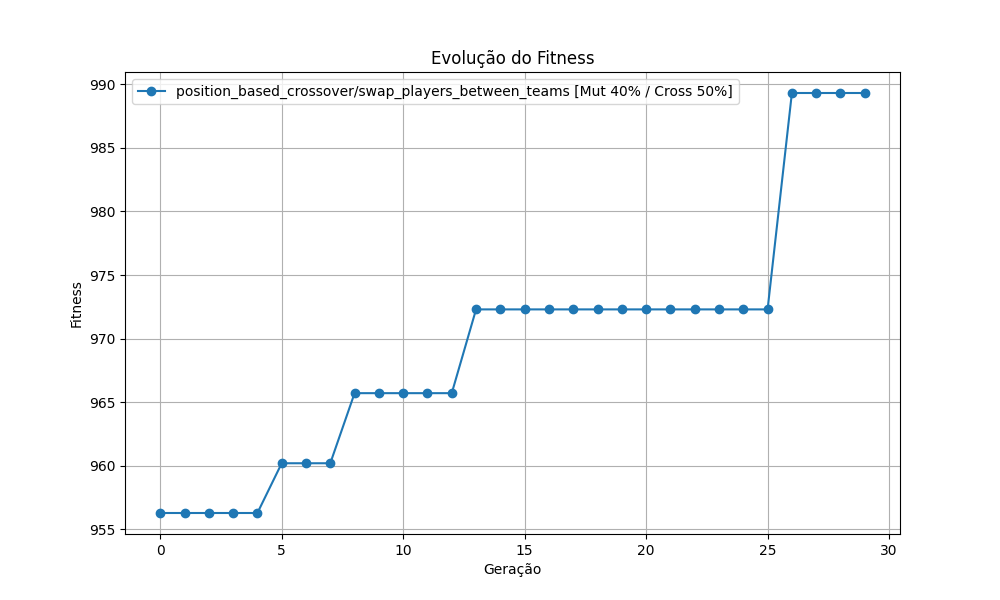 Evolução do Fitness
position_based_crossover/swap_players_between_teams [Mut 40% / Cross 50%]
Fitness
990
985
980
975
970
965
960
955
0 5 10 15 20 25 30
Geração